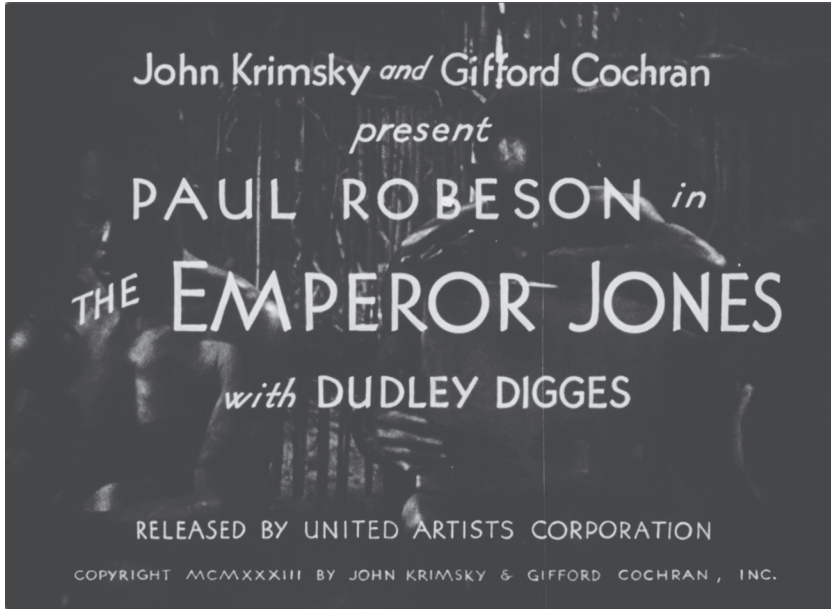 John Krimsky and Gifford Cochran
present
PAUL ROBESON in
THE EMPEROR JONES
with DUDLEY DIGGES
RELEASED BY UNITED ARTISTS CORPORATION
COPYRIGHT MCMXXXIII BY JOHN KRIMSKY & GIFFORD COCHRAN, INC.